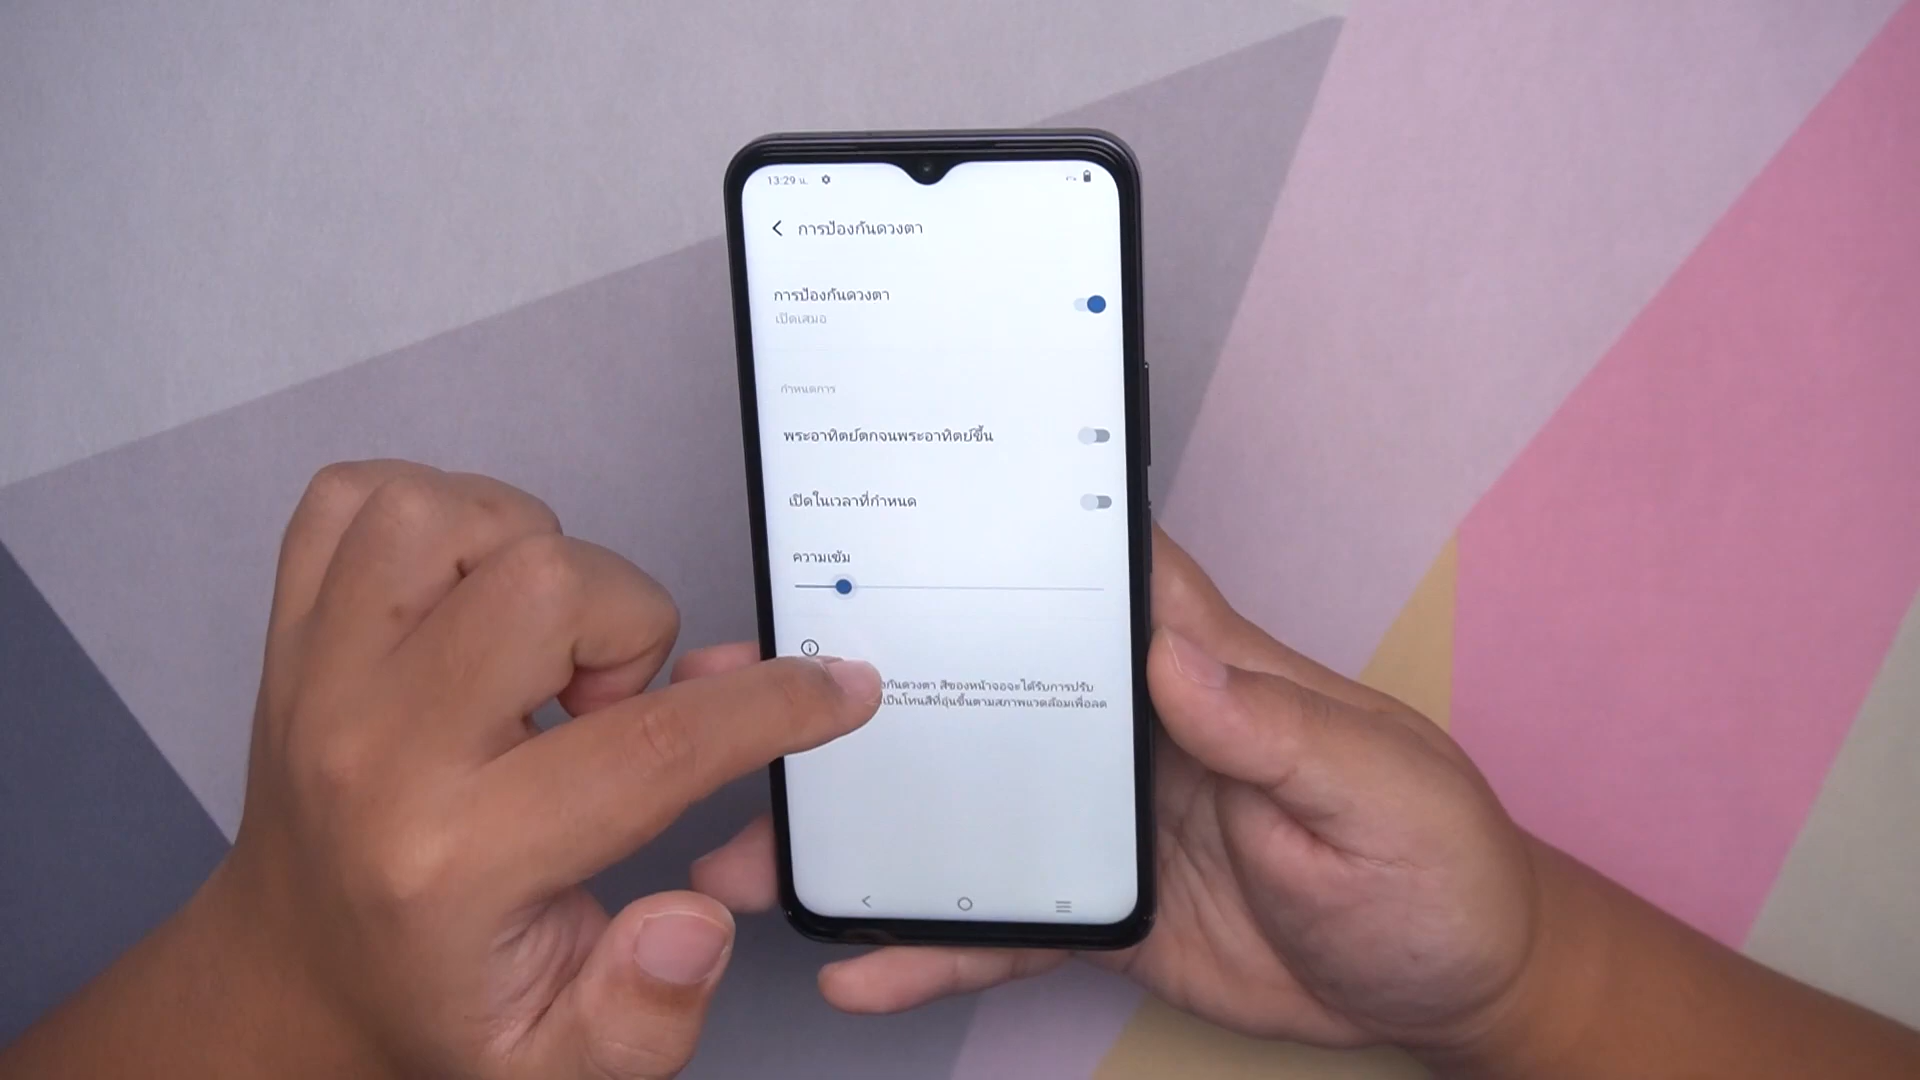 13:29 น.
การป้องกันดวงตา
การป้องกันดวงตา
เปิดเสมอ
กำหนดการ
พระอาทิตย์ตกจนพระอาทิตย์ขึ้น
เปิดในเวลาที่กำหนด
ความเข้ม
กันดวงตา สีของหน้าจอจะได้รับการปรับ
เป็นโทนสีที่อุ่นขึ้นตามสภาพแวดล้อมเพื่อลด